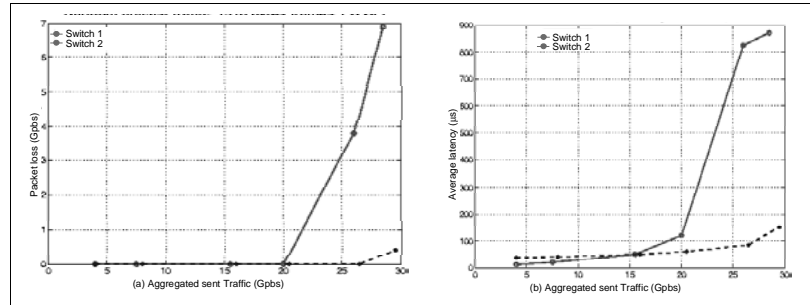 7
6
5
4
3
2
1
0
Packet loss (Gpbs)
Switch 1
Switch 2
0 5 10 15 20 25 30
(a) Aggregated sent Traffic (Gpbs)
900
800
700
600
500
400
300
200
100
0
Average latency (µs)
Switch 1
Switch 2
0 5 10 15 20 25 30
(b) Aggregated sent Traffic (Gpbs)